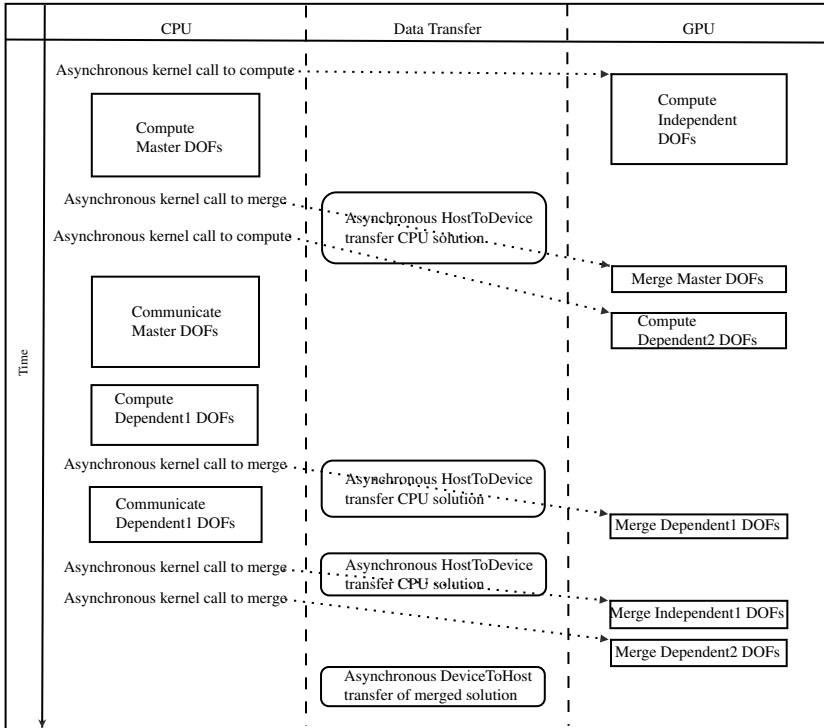 CPU
Data Transfer
GPU
Time
Asynchronous kernel call to compute
Compute
Independent
DOFs
Compute
Master DOFs
Asynchronous kernel call to merge
Asynchronous HostToDevice
transfer CPU solution
Asynchronous kernel call to compute
Merge Master DOFs
Communicate
Master DOFs
Compute
Dependent2 DOFs
Compute
Dependent1 DOFs
Asynchronous kernel call to merge
Asynchronous HostToDevice
transfer CPU solution
Communicate
Dependent1 DOFs
Merge Dependent1 DOFs
Asynchronous kernel call to merge
Asynchronous HostToDevice
transfer CPU solution
Asynchronous kernel call to merge
Merge Independent1 DOFs
Merge Dependent2 DOFs
Asynchronous DeviceToHost
transfer of merged solution